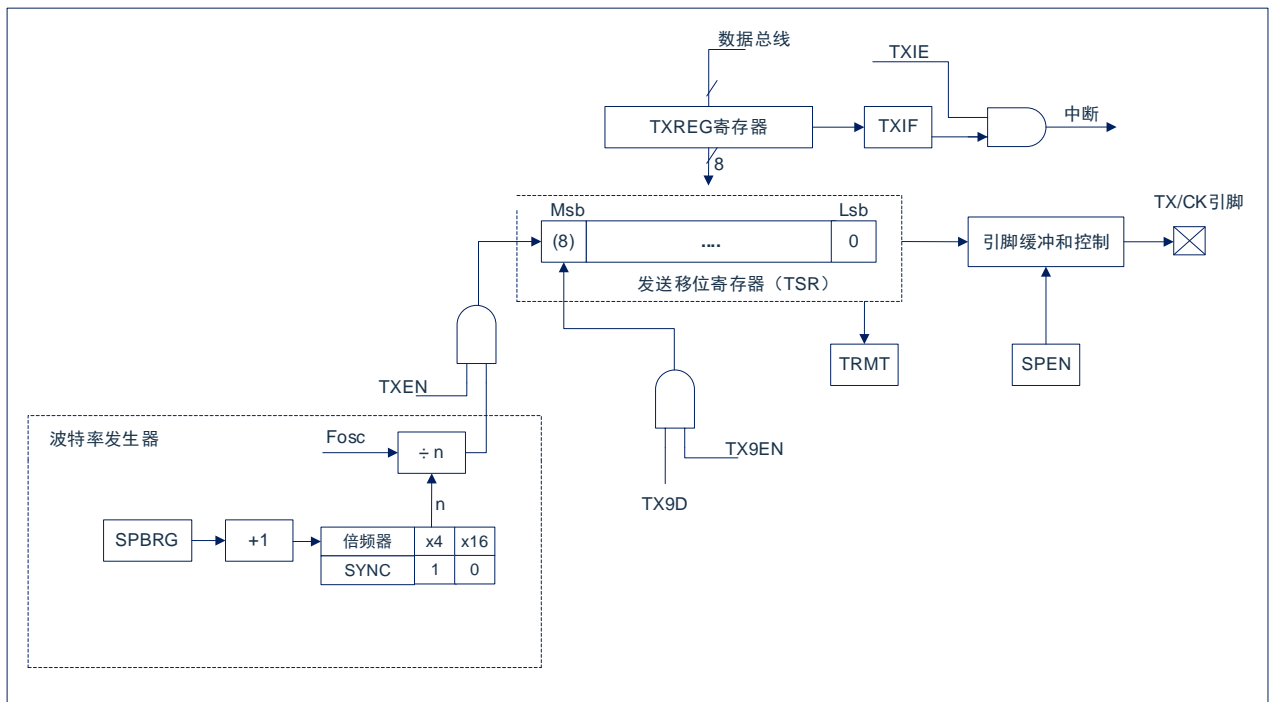 数据总线
TXIE
TXREG寄存器
TXIF
中断
8
Msb
Lsb
TX/CK引脚
(8)
....
0
引脚缓冲和控制
发送移位寄存器（TSR）
TRMT
SPEN
TXEN
波特率发生器
Fosc
÷ n
TX9EN
n
TX9D
SPBRG
+1
倍频器 x4 x16
SYNC 1 0